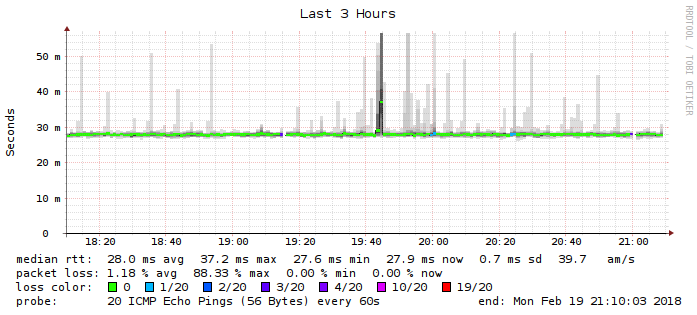 Last 3 Hours
RRDTOOL / TOBI OETIKER
Seconds
50 m
40 m
30 m
20 m
10 m
0
18:20 18:40 19:00 19:20 19:40 20:00 20:20 20:40 21:00
median rtt: 28.0 ms avg 37.2 ms max 27.6 ms min 27.9 ms now 0.7 ms sd 39.7 am/s
packet loss: 1.18 % avg 88.33 % max 0.00 % min 0.00 % now
loss color: 0 1/20 2/20 3/20 4/20 10/20 19/20
probe: 20 ICMP Echo Pings (56 Bytes) every 60s end: Mon Feb 19 21:10:03 2018